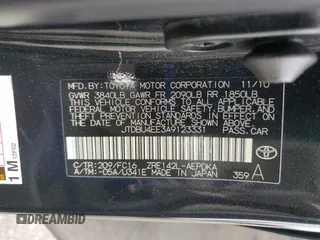 MFD. BY: TOYOTA MOTOR CORPORATION 11/10
GVWR 3840LB GAWR FR 2090LB RR 1850LB
THIS VEHICLE CONFORMS TO ALL APPLICABLE
FEDERAL MOTOR VEHICLE SAFETY, BUMPER, AND
THEFT PREVENTION STANDARDS IN EFFECT ON
THE DATE OF MANUFACTURE SHOWN ABOVE.
JTDBU4EE3A9123331 PASS.CAR
C/TR: 209/FC16 ZRE142L-AEPDKA
A/TM: -05A/U341E MADE IN JAPAN 359 A
TOYOTA
1M